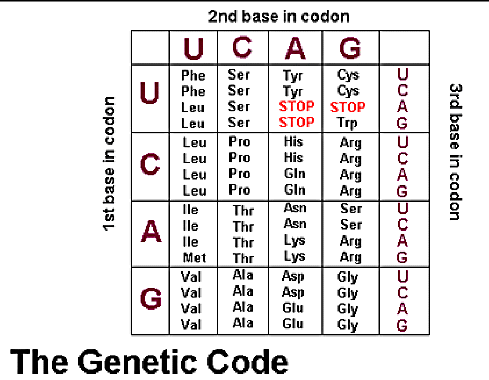 2nd base in codon
U C A G
1st base in codon
3rd base in codon
U Phe Ser Tyr Cys U
Phe Ser Tyr Cys C
Leu Ser STOP STOP A
Leu Ser STOP Trp G
C Leu Pro His Arg U
Leu Pro His Arg C
Leu Pro Gln Arg A
Leu Pro Gln Arg G
A Ile Thr Asn Ser U
Ile Thr Asn Ser C
Ile Thr Lys Arg A
Met Thr Lys Arg G
G Val Ala Asp Gly U
Val Ala Asp Gly C
Val Ala Glu Gly A
Val Ala Glu Gly G
The Genetic Code